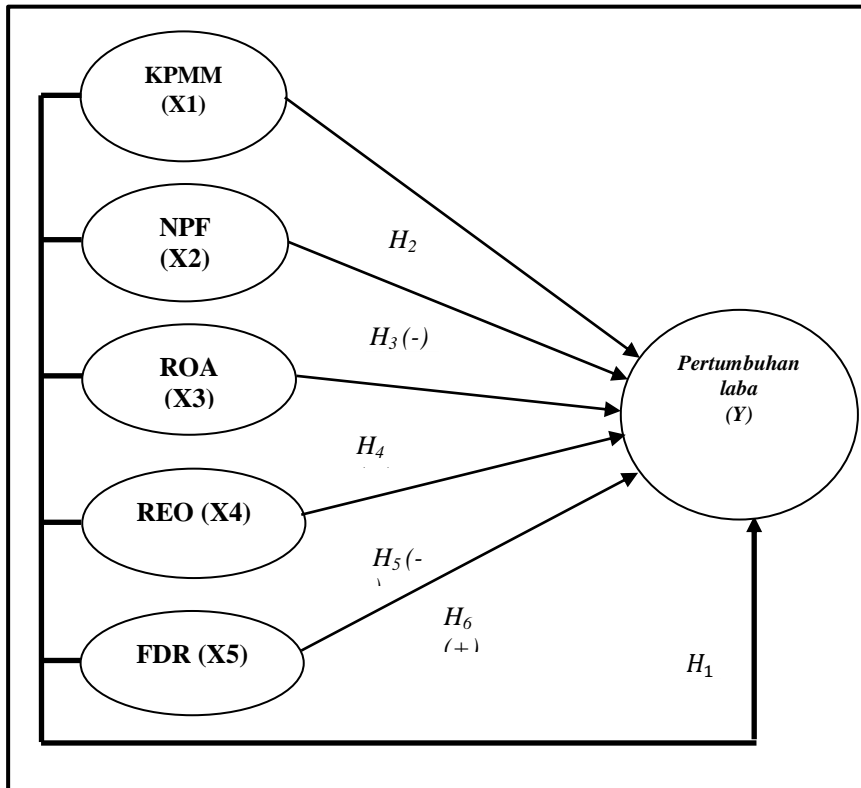 KPMM
(X1)
NPF
(X2)
ROA
(X3)
REO (X4)
FDR (X5)
H2
H3 (-)
H4
H5 (-
)
H6
(+)
H1
Pertumbuhan
laba
(Y)